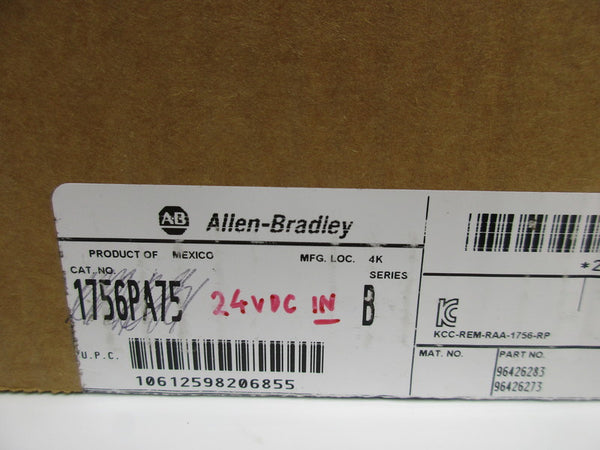 AB Allen-Bradley
PRODUCT OF MEXICO
MFG. LOC. 4K
CAT. NO.
SERIES
1756PA75
24VDC IN
B
U.P.C.
10612598206855
*2
KCC-REM-RAA-1756-RP
MAT. NO.
PART NO.
96426283
96426273